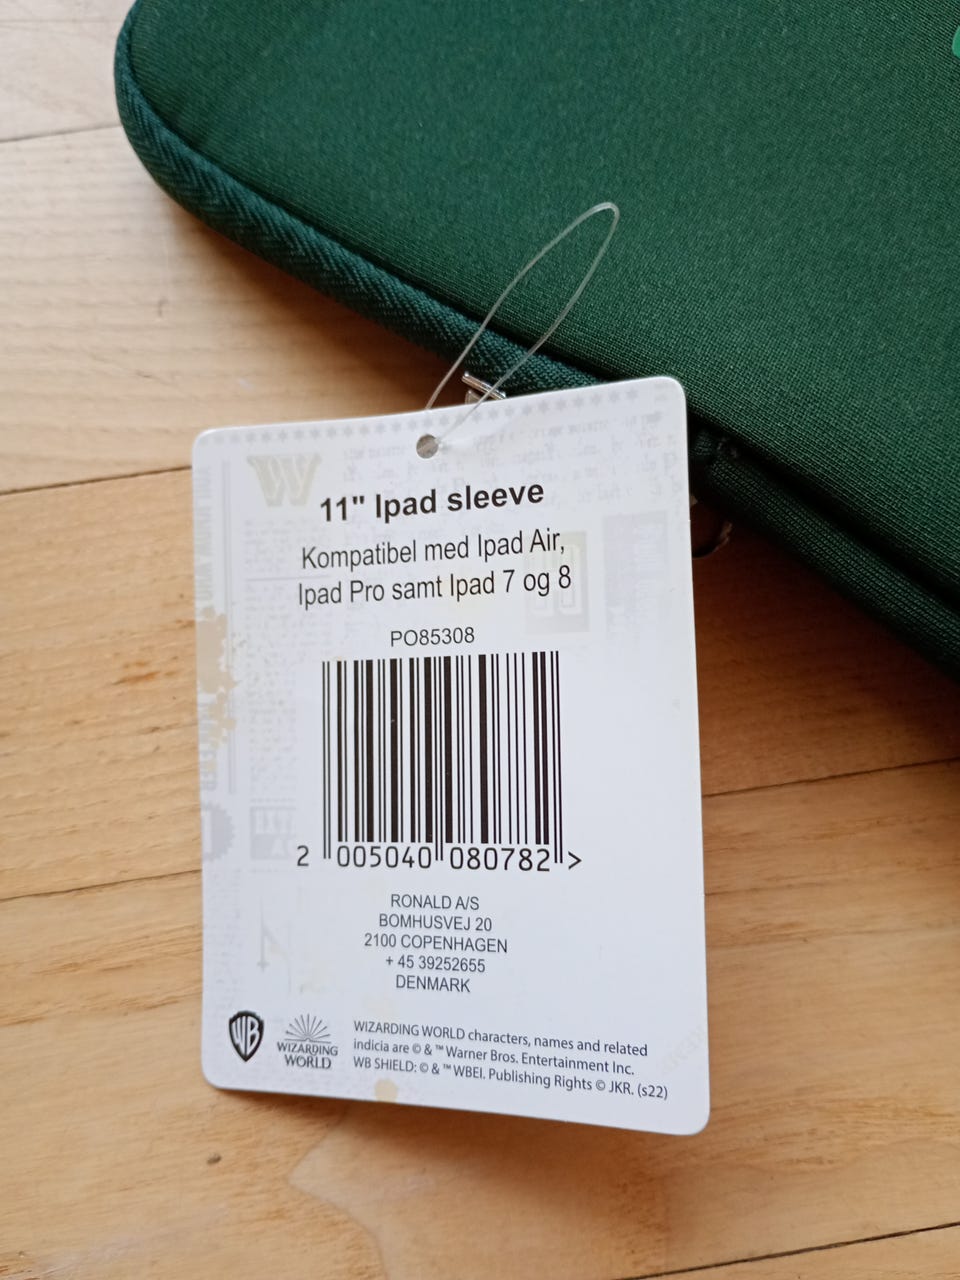 11" Ipad sleeve
Kompatibel med Ipad Air,
Ipad Pro samt Ipad 7 og 8
PO85308
2 005040 080782 >
RONALD A/S
BOMHUSVEJ 20
2100 COPENHAGEN
+ 45 39252655
DENMARK
WB
WIZARDING
WORLD
WIZARDING WORLD characters, names and related
indicia are © & ™ Warner Bros. Entertainment Inc.
WB SHIELD: © & ™ WBEI. Publishing Rights © JKR. (s22)